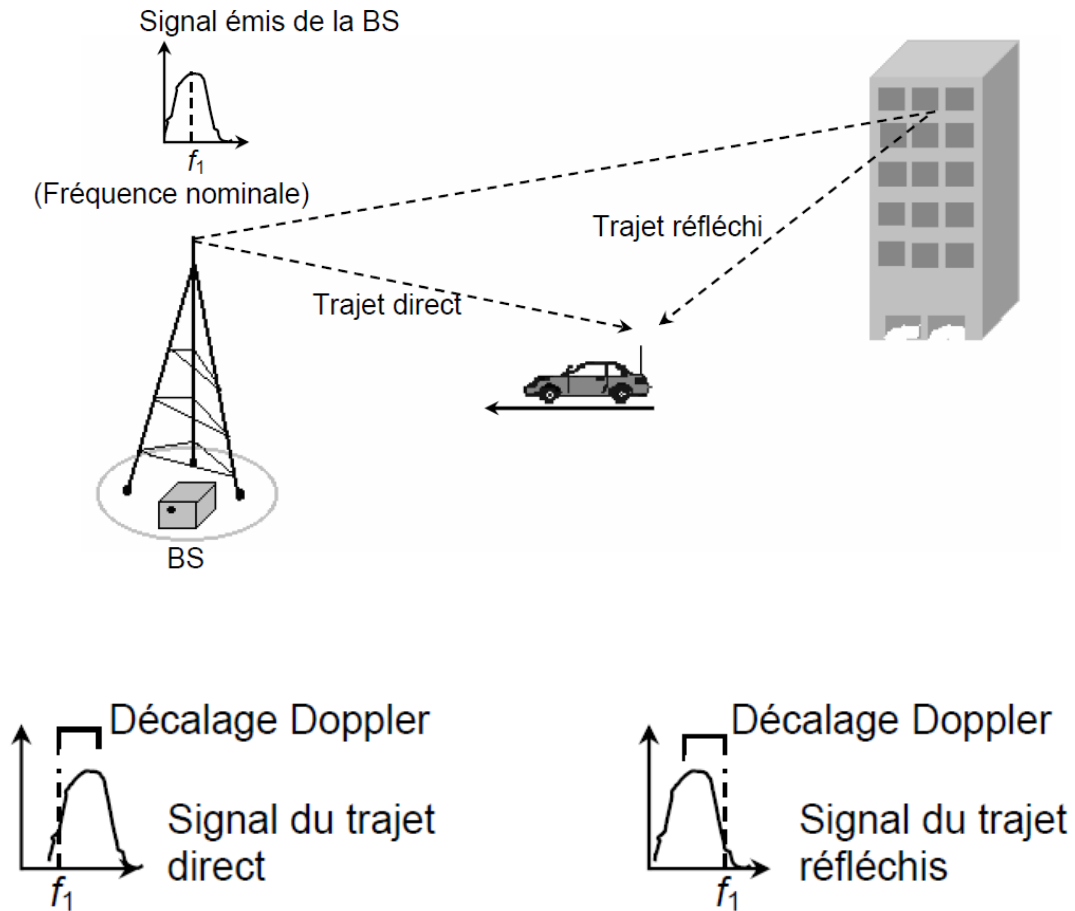 Signal émis de la BS
f1
(Fréquence nominale)
Trajet réfléchi
Trajet direct
BS
Décalage Doppler
Signal du trajet
direct
f1
Décalage Doppler
Signal du trajet
réfléchis
f1